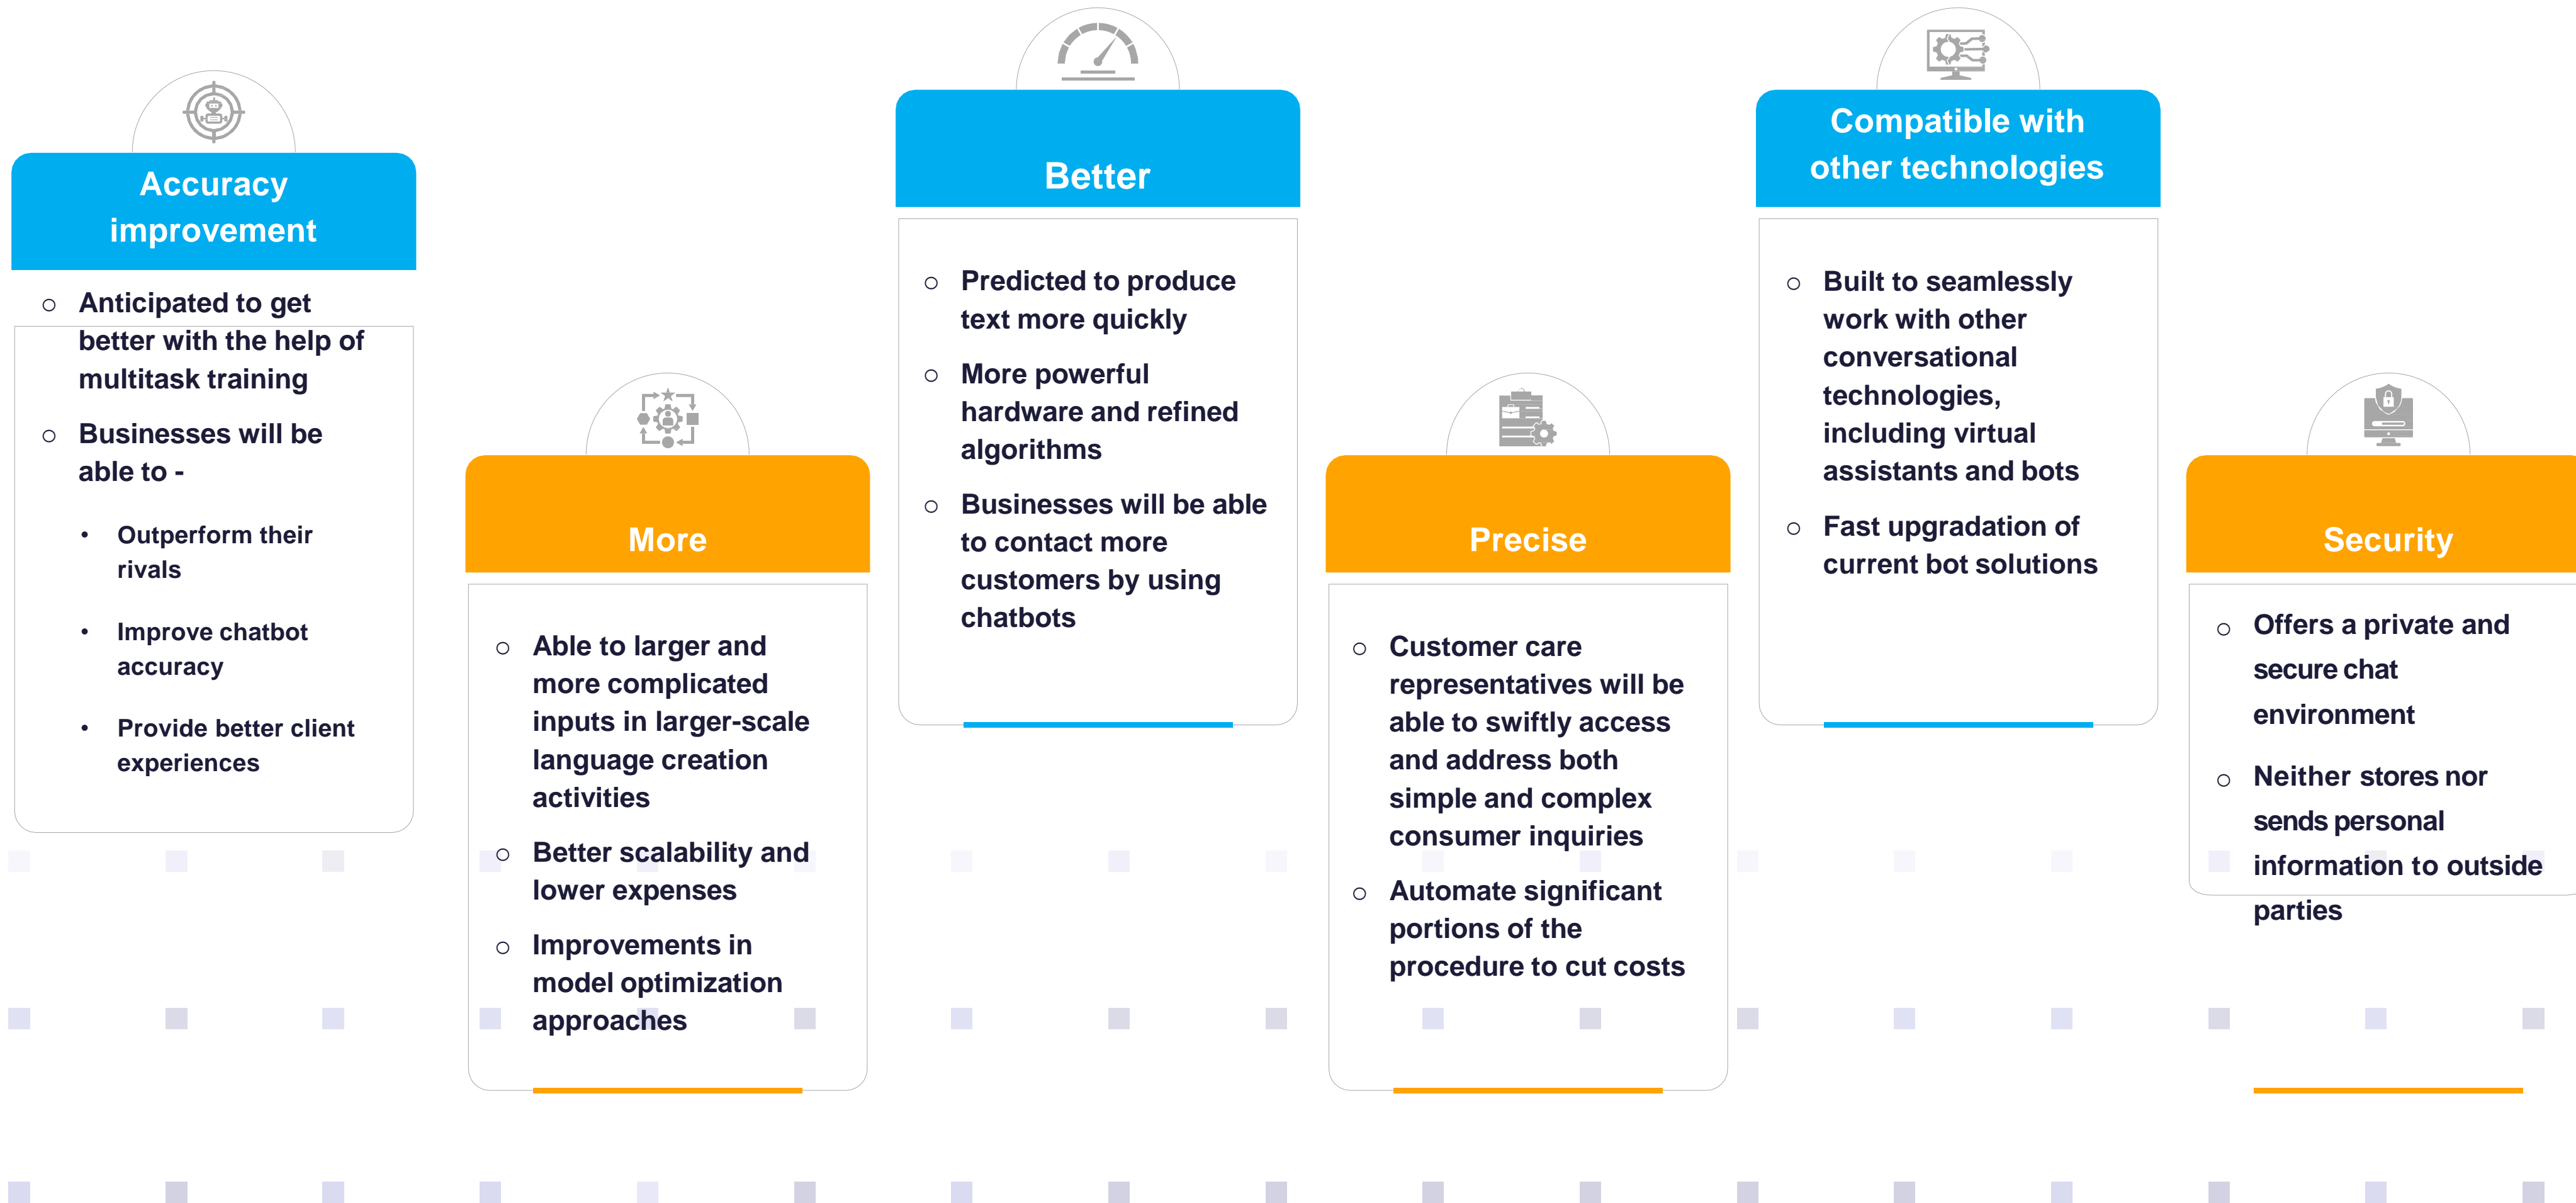 Accuracy
improvement
○ Anticipated to get
better with the help of
multitask training
○ Businesses will be
able to -
• Outperform their
rivals
• Improve chatbot
accuracy
• Provide better client
experiences
More
○ Able to larger and
more complicated
inputs in larger-scale
language creation
activities
○ Better scalability and
lower expenses
○ Improvements in
model optimization
approaches
Better
○ Predicted to produce
text more quickly
○ More powerful
hardware and refined
algorithms
○ Businesses will be able
to contact more
customers by using
chatbots
Precise
○ Customer care
representatives will be
able to swiftly access
and address both
simple and complex
consumer inquiries
○ Automate significant
portions of the
procedure to cut costs
Compatible with
other technologies
○ Built to seamlessly
work with other
conversational
technologies,
including virtual
assistants and bots
○ Fast upgradation of
current bot solutions
Security
○ Offers a private and
secure chat
environment
○ Neither stores nor
sends personal
information to outside
parties